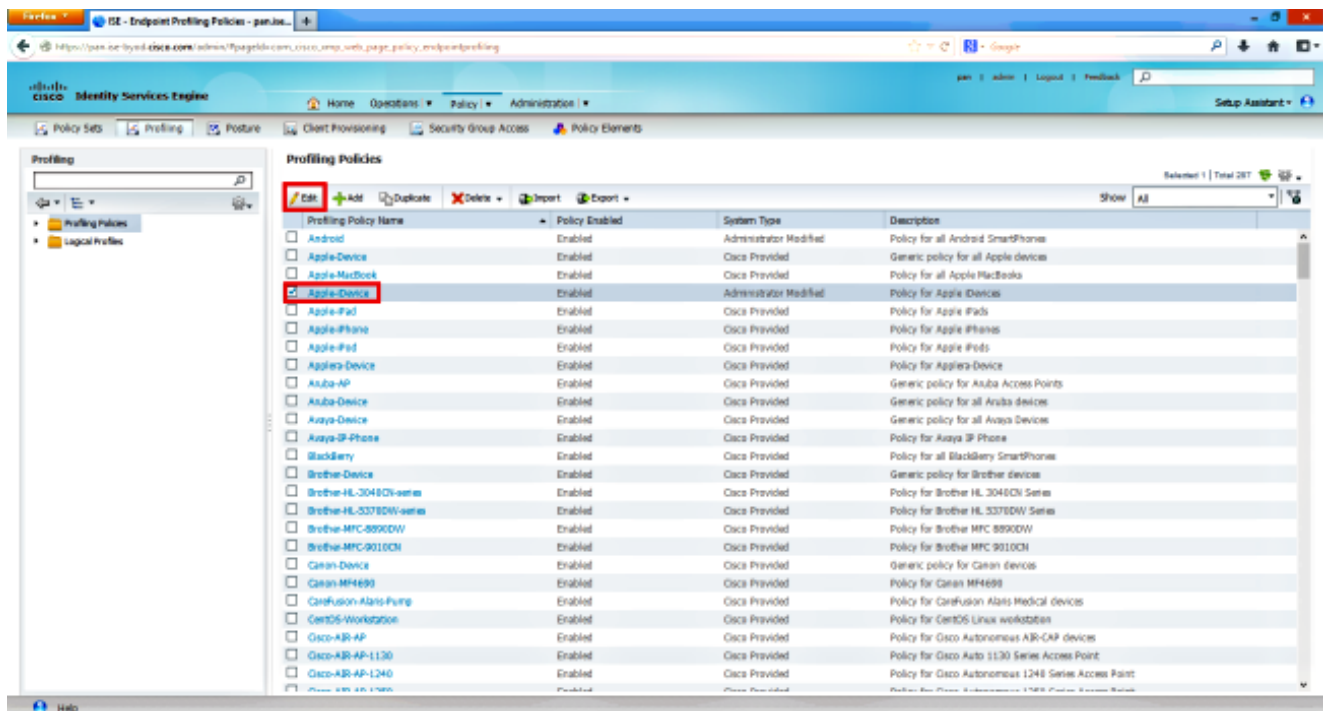 Firefox
ISE - Endpoint Profiling Policies - pan.ise...
https://pan.ise-byod.cisco.com/admin/#pageId=com_cisco_xmp_web_page_policy_endpointprofiling
Google
cisco Identity Services Engine
pan | admin | Logout | Feedback
Home Operations Policy Administration
Setup Assistant
Policy Sets Profiling Posture Client Provisioning Security Group Access Policy Elements
Profiling
Profiling Policies
Logical Profiles
Profiling Policies
Selected 1 | Total 287
Edit Add Duplicate Delete Import Export
Show All
Profiling Policy Name Policy Enabled System Type Description
Android Enabled Administrator Modified Policy for all Android SmartPhones
Apple-Device Enabled Cisco Provided Generic policy for all Apple devices
Apple-MacBook Enabled Cisco Provided Policy for all Apple MacBooks
Apple-iDevice Enabled Administrator Modified Policy for Apple iDevices
Apple-iPad Enabled Cisco Provided Policy for Apple iPads
Apple-iPhone Enabled Cisco Provided Policy for Apple iPhones
Apple-iPod Enabled Cisco Provided Policy for Apple iPods
Applera-Device Enabled Cisco Provided Policy for Applera-Device
Aruba-AP Enabled Cisco Provided Generic policy for Aruba Access Points
Aruba-Device Enabled Cisco Provided Generic policy for all Aruba devices
Avaya-Device Enabled Cisco Provided Generic policy for all Avaya Devices
Avaya-IP-Phone Enabled Cisco Provided Policy for Avaya IP Phone
BlackBerry Enabled Cisco Provided Policy for all BlackBerry SmartPhones
Brother-Device Enabled Cisco Provided Generic policy for Brother devices
Brother-HL-3040CN-series Enabled Cisco Provided Policy for Brother HL 3040CN Series
Brother-HL-5370DW-series Enabled Cisco Provided Policy for Brother HL 5370DW Series
Brother-MFC-8890DW Enabled Cisco Provided Policy for Brother MFC 8890DW
Brother-MFC-9010CN Enabled Cisco Provided Policy for Brother MFC 9010CN
Canon-Device Enabled Cisco Provided Generic policy for Canon devices
Canon-MF4690 Enabled Cisco Provided Policy for Canon MF4690
CareFusion-Alaris-Pump Enabled Cisco Provided Policy for CareFusion Alaris Medical devices
CentOS-Workstation Enabled Cisco Provided Policy for CentOS Linux workstation
Cisco-AIR-AP Enabled Cisco Provided Policy for Cisco Autonomous AIR-CAP devices
Cisco-AIR-AP-1130 Enabled Cisco Provided Policy for Cisco Auto 1130 Series Access Point
Cisco-AIR-AP-1240 Enabled Cisco Provided Policy for Cisco Autonomous 1240 Series Access Point
Help